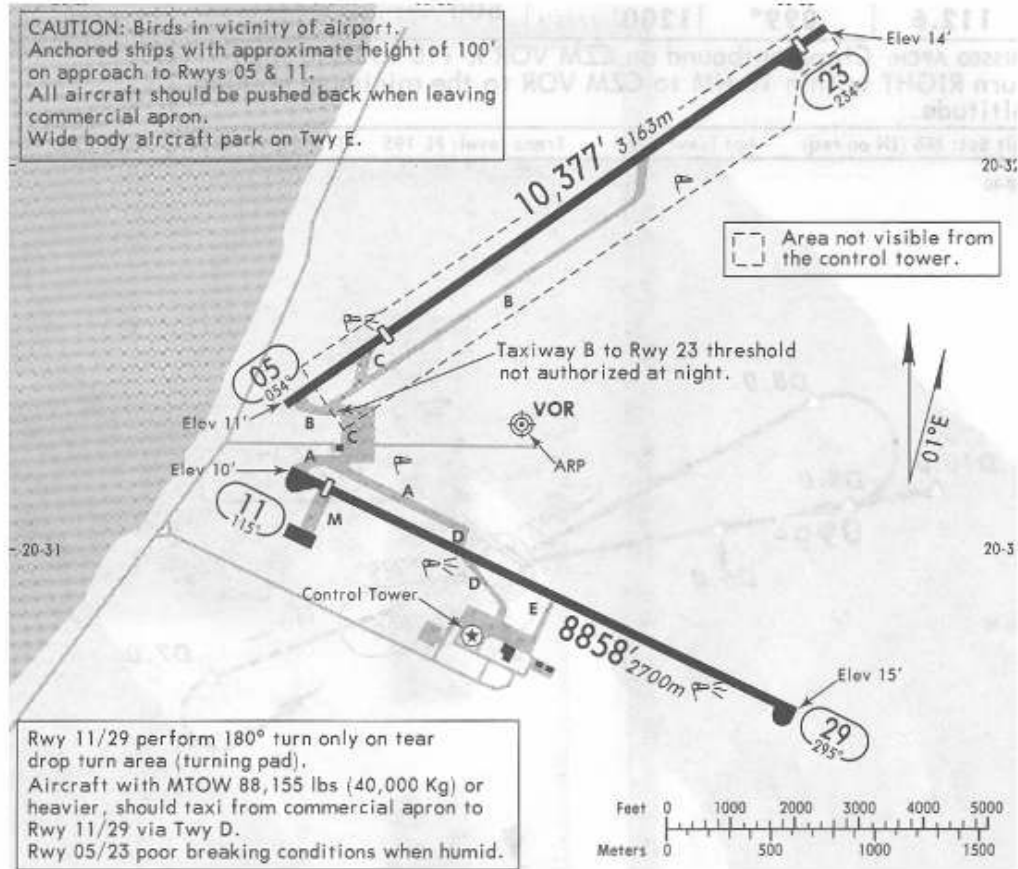 CAUTION: Birds in vicinity of airport.
Anchored ships with approximate height of 100'
on approach to Rwys 05 & 11.
All aircraft should be pushed back when leaving
commercial apron.
Wide body aircraft park on Twy E.
Elev 14'
23
234°
10,377' 3163m
20-32
Area not visible from
the control tower.
B
C
Taxiway B to Rwy 23 threshold
not authorized at night.
05
054°
Elev 11'
B
C
VOR
ARP
01°E
A
Elev 10'
A
11
115°
M
D
20-31
20-3
D
Control Tower
E
8858' 2700m
Elev 15'
29
295°
Rwy 11/29 perform 180° turn only on tear
drop turn area (turning pad).
Aircraft with MTOW 88,155 lbs (40,000 Kg) or
heavier, should taxi from commercial apron to
Rwy 11/29 via Twy D.
Rwy 05/23 poor breaking conditions when humid.
Feet 0 1000 2000 3000 4000 5000
Meters 0 500 1000 1500